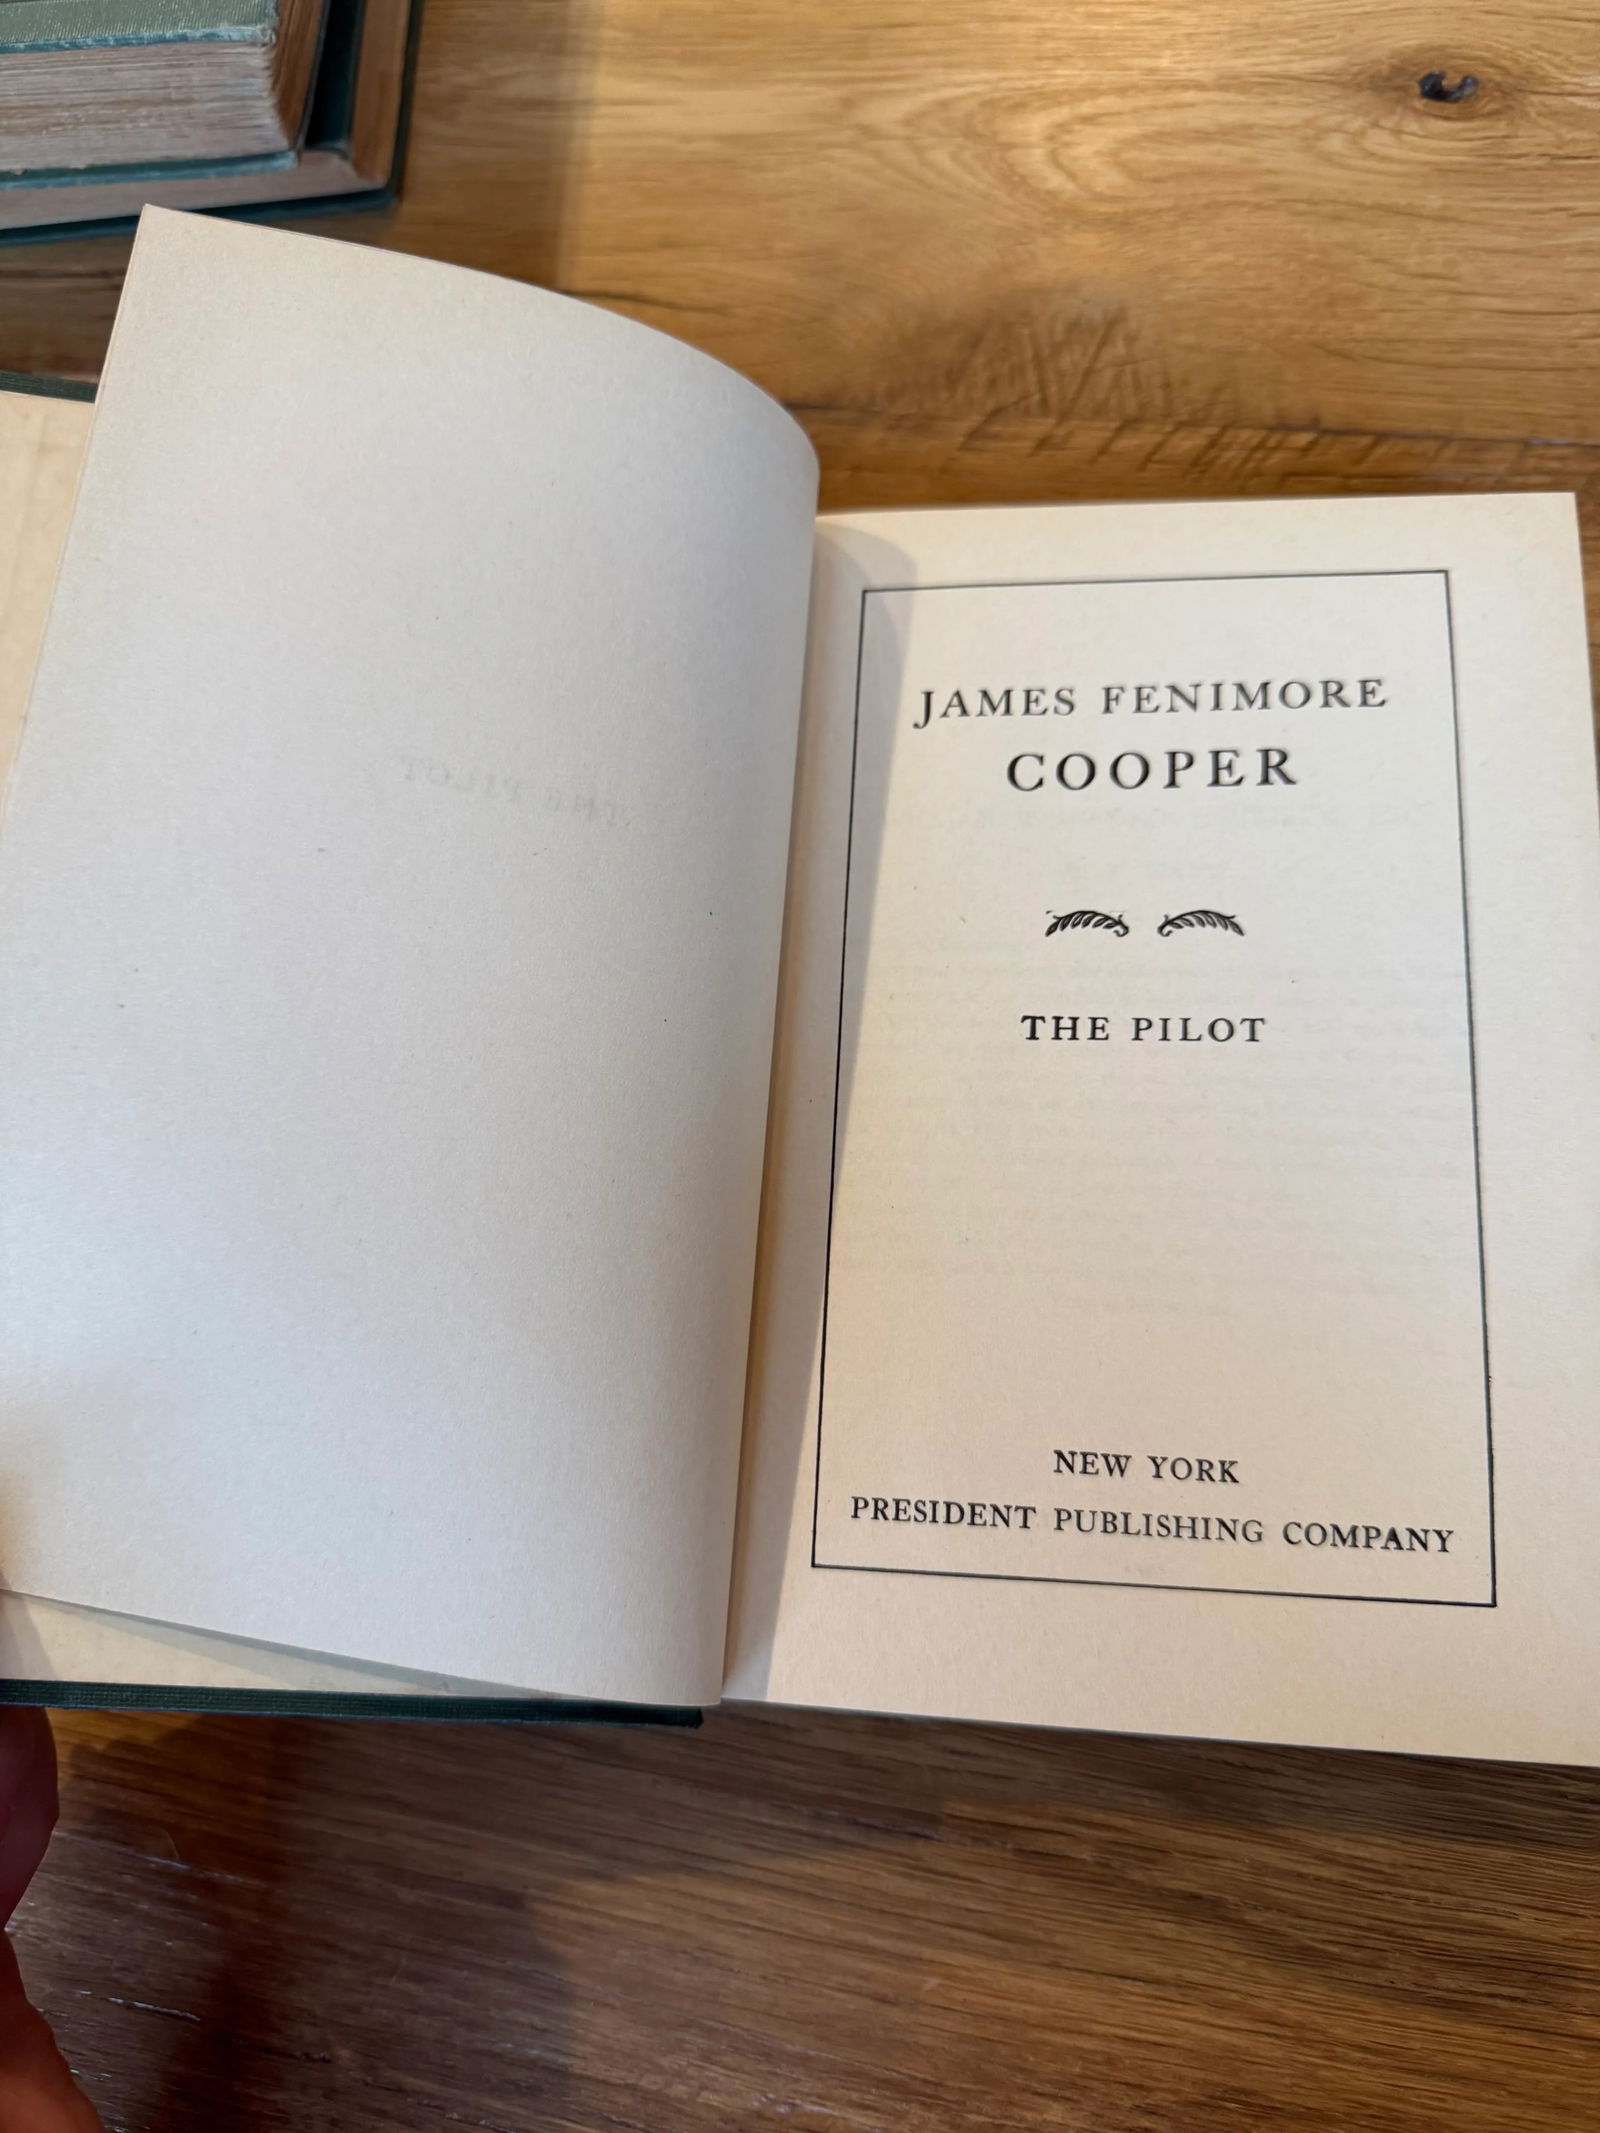 JAMES FENIMORE
COOPER
THE PILOT
NEW YORK
PRESIDENT PUBLISHING COMPANY